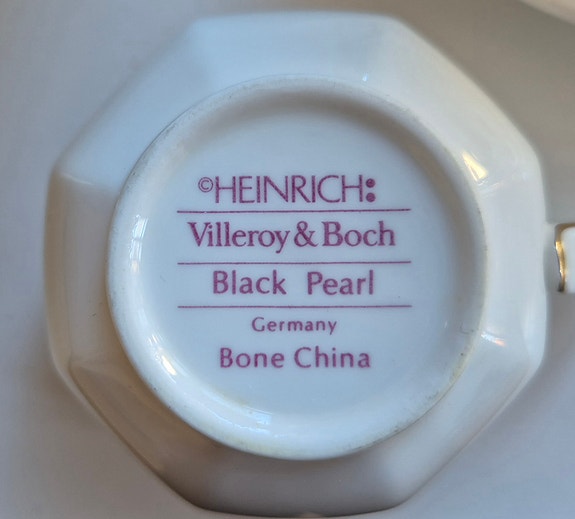 ©HEINRICH:
Villeroy & Boch
Black Pearl
Germany
Bone China